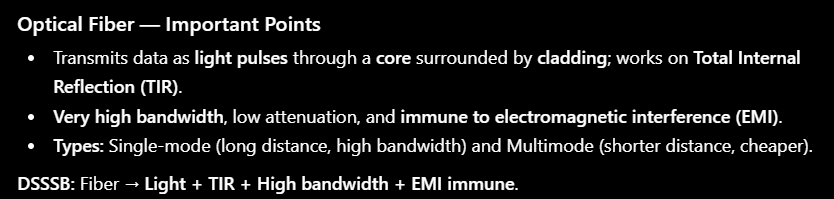 Optical Fiber — Important Points
• Transmits data as light pulses through a core surrounded by cladding; works on Total Internal
Reflection (TIR).
• Very high bandwidth, low attenuation, and immune to electromagnetic interference (EMI).
• Types: Single-mode (long distance, high bandwidth) and Multimode (shorter distance, cheaper).
DSSSB: Fiber → Light + TIR + High bandwidth + EMI immune.